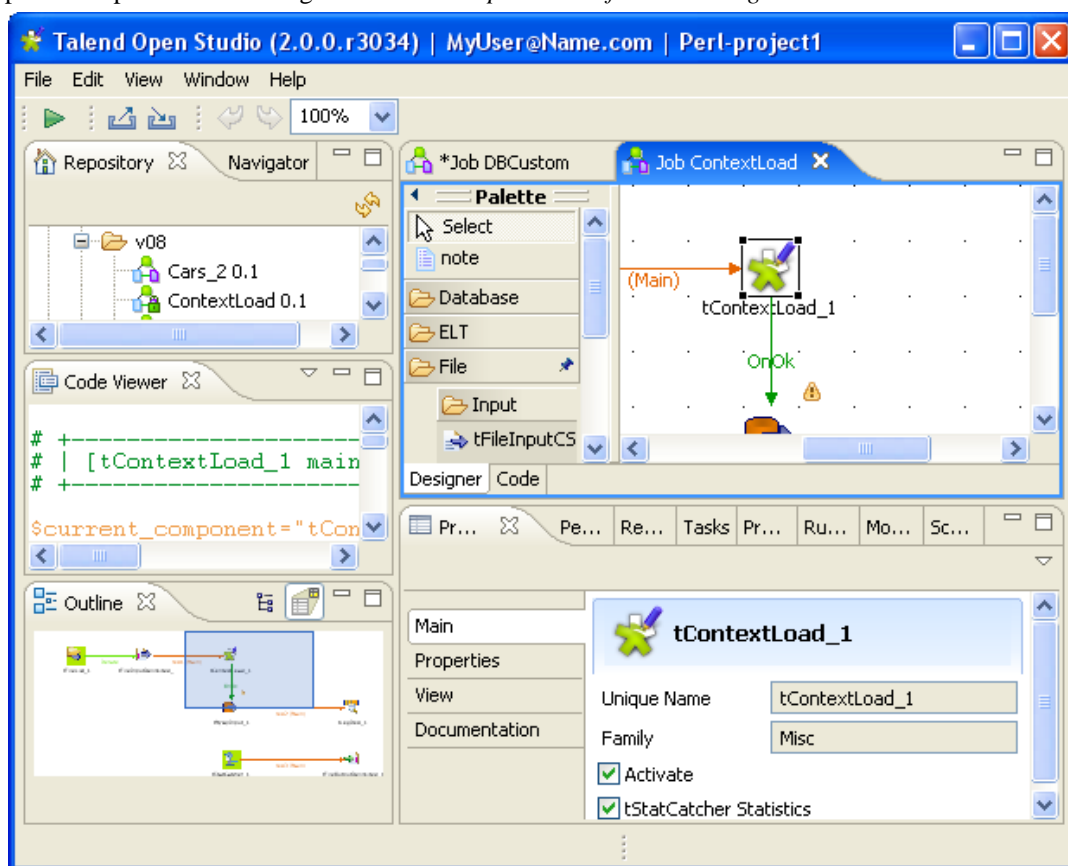 Talend Open Studio (2.0.0.r3034) | MyUser@Name.com | Perl-project1
File Edit View Window Help
100%
Repository Navigator
v08
Cars_2 0.1
ContextLoad 0.1
*Job DBCustom Job ContextLoad
Palette
Select
note
Database
ELT
File
Input
tFileInputCS
(Main)
tContextLoad_1
OnOk
Designer Code
Code Viewer
# +--------------------
# | [tContextLoad_1 main
# +--------------------
$current_component="tCon
Pr... Pe... Re... Tasks Pr... Ru... Mo... Sc...
Outline
Main
Properties
View
Documentation
tContextLoad_1
Unique Name tContextLoad_1
Family Misc
Activate
tStatCatcher Statistics